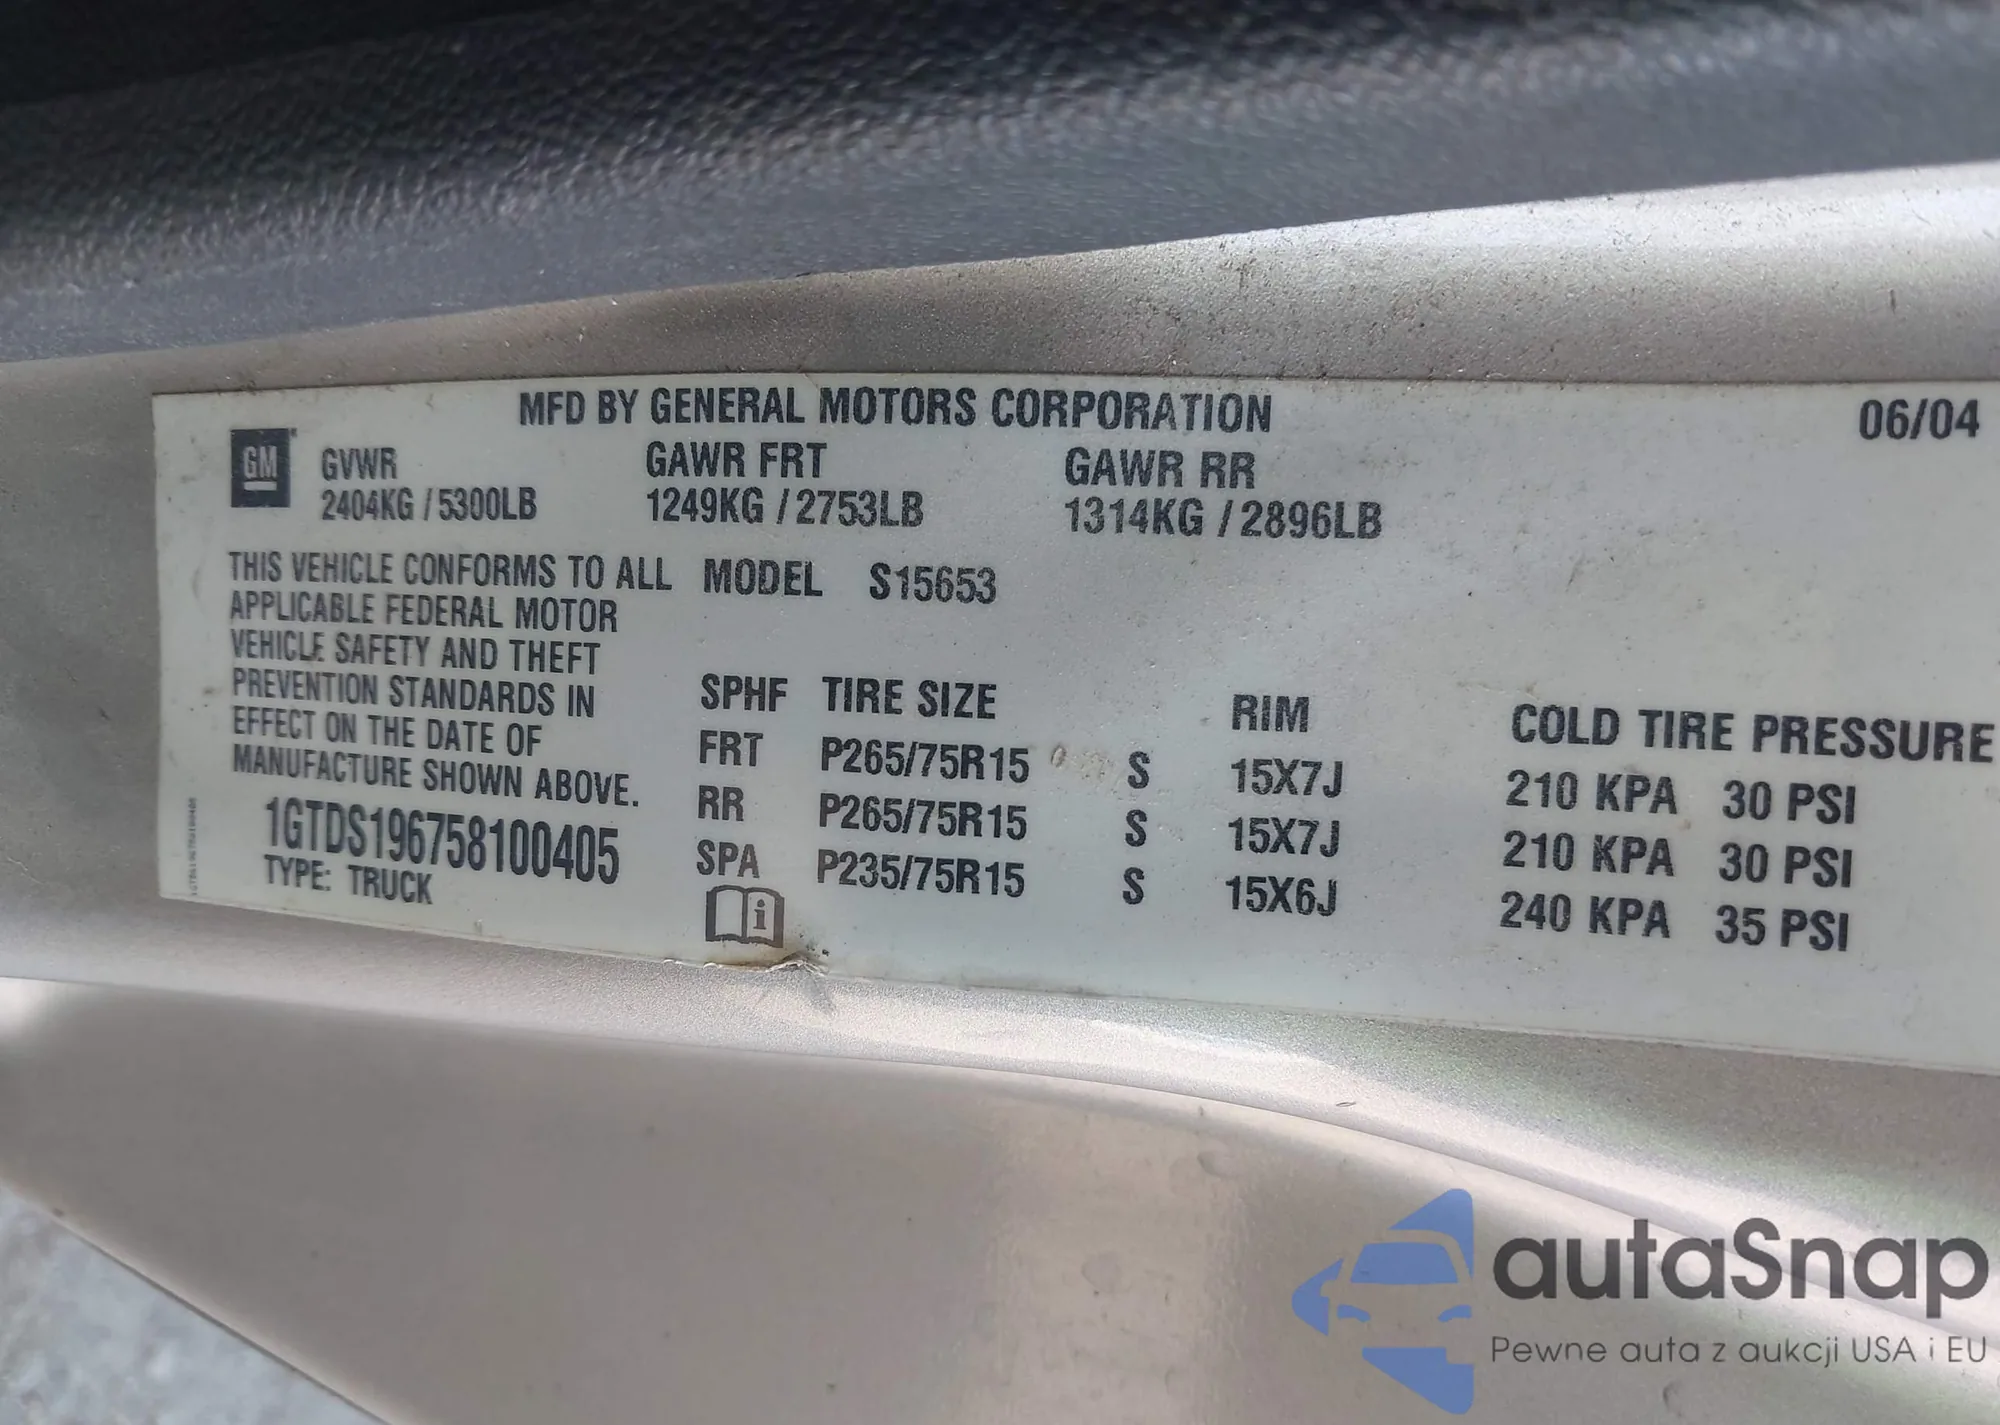 MFD BY GENERAL MOTORS CORPORATION 06/04
GM GVWR GAWR FRT GAWR RR
2404KG / 5300LB 1249KG / 2753LB 1314KG / 2896LB
THIS VEHICLE CONFORMS TO ALL MODEL S15653
APPLICABLE FEDERAL MOTOR
VEHICLE SAFETY AND THEFT
PREVENTION STANDARDS IN
EFFECT ON THE DATE OF
MANUFACTURE SHOWN ABOVE.
1GTDS196758100405
TYPE: TRUCK
SPHF TIRE SIZE RIM COLD TIRE PRESSURE
FRT P265/75R15 S 15X7J 210 KPA 30 PSI
RR P265/75R15 S 15X7J 210 KPA 30 PSI
SPA P235/75R15 S 15X6J 240 KPA 35 PSI
i
1GTDS196758100405
autaSnap
Pewne auta z aukcji USA i EU